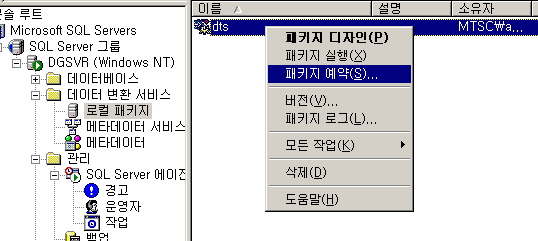 콘솔 루트
Microsoft SQL Servers
SQL Server 그룹
DGSVR (Windows NT)
데이터베이스
데이터 변환 서비스
로컬 패키지
메타데이터 서비스
메타데이터
관리
SQL Server 에이전
경고
운영자
작업
백업
이름 설명 소유자
dts MTSCWa...
패키지 디자인(P)
패키지 실행(X)
패키지 예약(S)...
버전(V)...
패키지 로그(L)...
모든 작업(K)
삭제(D)
도움말(H)